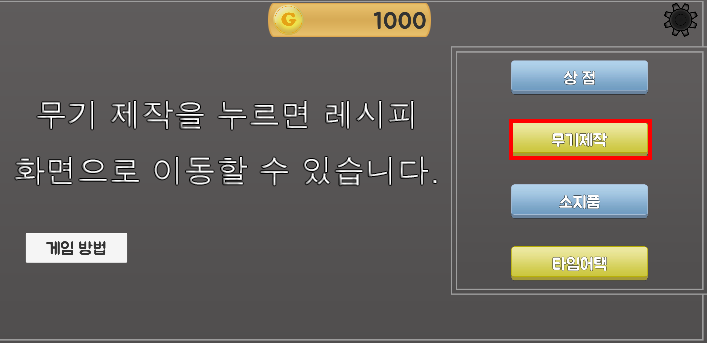 G 1000
무기 제작을 누르면 레시피
화면으로 이동할 수 있습니다.
게임 방법
상 점
무기제작
소지품
타임어택